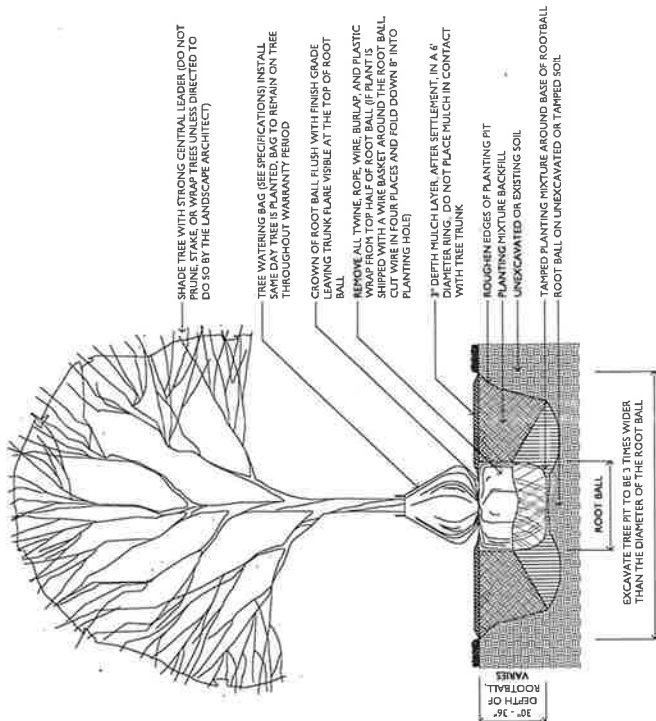 SHADE TREE WITH STRONG CENTRAL LEADER (DO NOT
PRUNE, STAKE, OR WRAP TREES UNLESS DIRECTED TO
DO SO BY THE LANDSCAPE ARCHITECT)
TREE WATERING BAG (SEE SPECIFICATIONS) INSTALL
SAME DAY TREE IS PLANTED, BAG TO REMAIN ON TREE
THROUGHOUT WARRANTY PERIOD
CROWN OF ROOT BALL FLUSH WITH FINISH GRADE
LEAVING TRUNK FLARE VISIBLE AT THE TOP OF ROOT
BALL
REMOVE ALL TWINE, ROPE, WIRE, BURLAP, AND PLASTIC
WRAP FROM TOP HALF OF ROOT BALL (IF PLANT IS
SHIPPED WITH A WIRE BASKET AROUND THE ROOT BALL,
CUT WIRE IN FOUR PLACES AND FOLD DOWN 8" INTO
PLANTING HOLE)
3" DEPTH MULCH LAYER, AFTER SETTLEMENT, IN A 6'
DIAMETER RING, DO NOT PLACE MULCH IN CONTACT
WITH TREE TRUNK
ROUGHEN EDGES OF PLANTING PIT
PLANTING MIXTURE BACKFILL
UNEXCAVATED OR EXISTING SOIL
TAMPED PLANTING MIXTURE AROUND BASE OF ROOTBALL
ROOT BALL ON UNEXCAVATED OR TAMPED SOIL
30" - 36"
DEPTH OF
ROOTBALL,
VARIES
ROOT BALL
EXCAVATE TREE PIT TO BE 3 TIMES WIDER
THAN THE DIAMETER OF THE ROOT BALL